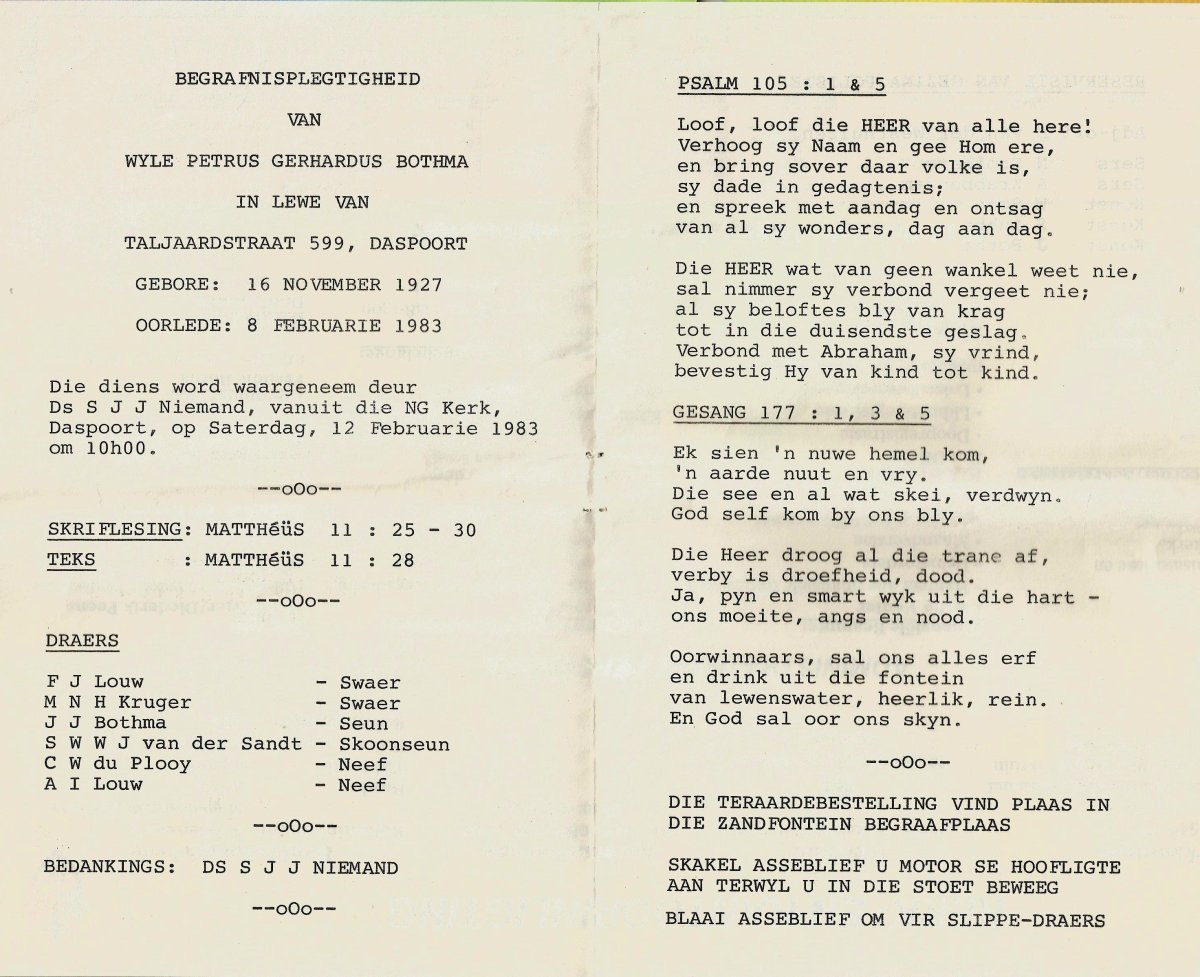 BEGRAFNISPLEGTIGHEID
VAN
WYLE PETRUS GERHARDUS BOTHMA
IN LEWE VAN
TALJAARDSTRAAT 599, DASPOORT
GEBORE: 16 NOVEMBER 1927
OORLEDE: 8 FEBRUARIE 1983
Die diens word waargeneem deur
Ds S J J Niemand, vanuit die NG Kerk,
Daspoort, op Saterdag, 12 Februarie 1983
om 10h00.
--oOo--
SKRIFLESING: MATTHéüS 11 : 25 - 30
TEKS : MATTHéüS 11 : 28
--oOo--
DRAERS
F J Louw - Swaer
M N H Kruger - Swaer
J J Bothma - Seun
S W W J van der Sandt - Skoonseun
C W du Plooy - Neef
A I Louw - Neef
--oOo--
BEDANKINGS: DS S J J NIEMAND
--oOo--
PSALM 105 : 1 & 5
Loof, loof die HEER van alle here!
Verhoog sy Naam en gee Hom ere,
en bring sover daar volke is,
sy dade in gedagtenis;
en spreek met aandag en ontsag
van al sy wonders, dag aan dag.
Die HEER wat van geen wankel weet nie,
sal nimmer sy verbond vergeet nie;
al sy beloftes bly van krag
tot in die duisendste geslag.
Verbond met Abraham, sy vrind,
bevestig Hy van kind tot kind.
GESANG 177 : 1, 3 & 5
Ek sien 'n nuwe hemel kom,
'n aarde nuut en vry.
Die see en al wat skei, verdwyn.
God self kom by ons bly.
Die Heer droog al die trane af,
verby is droefheid, dood.
Ja, pyn en smart wyk uit die hart -
ons moeite, angs en nood.
Oorwinnaars, sal ons alles erf
en drink uit die fontein
van lewenswater, heerlik, rein.
En God sal oor ons skyn.
--oOo--
DIE TERAARDEBESTELLING VIND PLAAS IN
DIE ZANDFONTEIN BEGRAAFPLAAS
SKAKEL ASSEBLIEF U MOTOR SE HOOFLIGTE
AAN TERWYL U IN DIE STOET BEWEEG
BLAAI ASSEBLIEF OM VIR SLIPPE-DRAERS